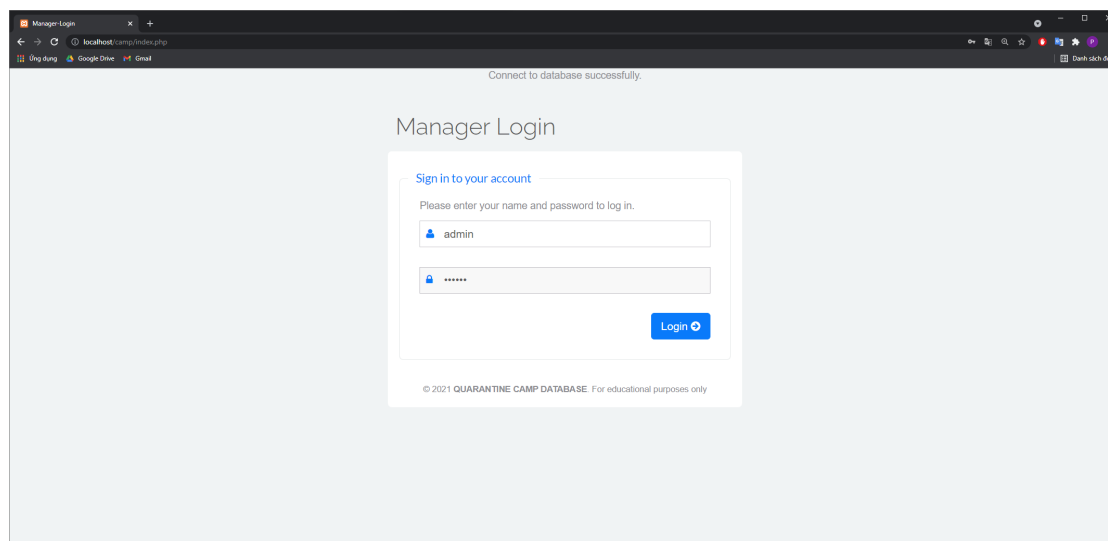 Manager-Login
localhost/camp/index.php
Ứng dụng Google Drive Gmail
Danh sách đọ
Connect to database successfully.
Manager Login
Sign in to your account
Please enter your name and password to log in.
admin
••••••
Login
© 2021 QUARANTINE CAMP DATABASE. For educational purposes only